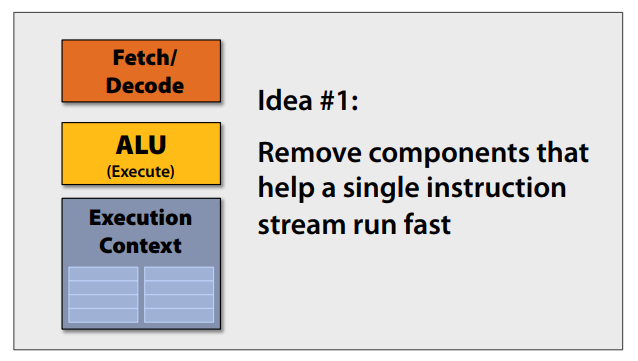 Fetch/
Decode
ALU
(Execute)
Execution
Context
Idea #1:
Remove components that
help a single instruction
stream run fast